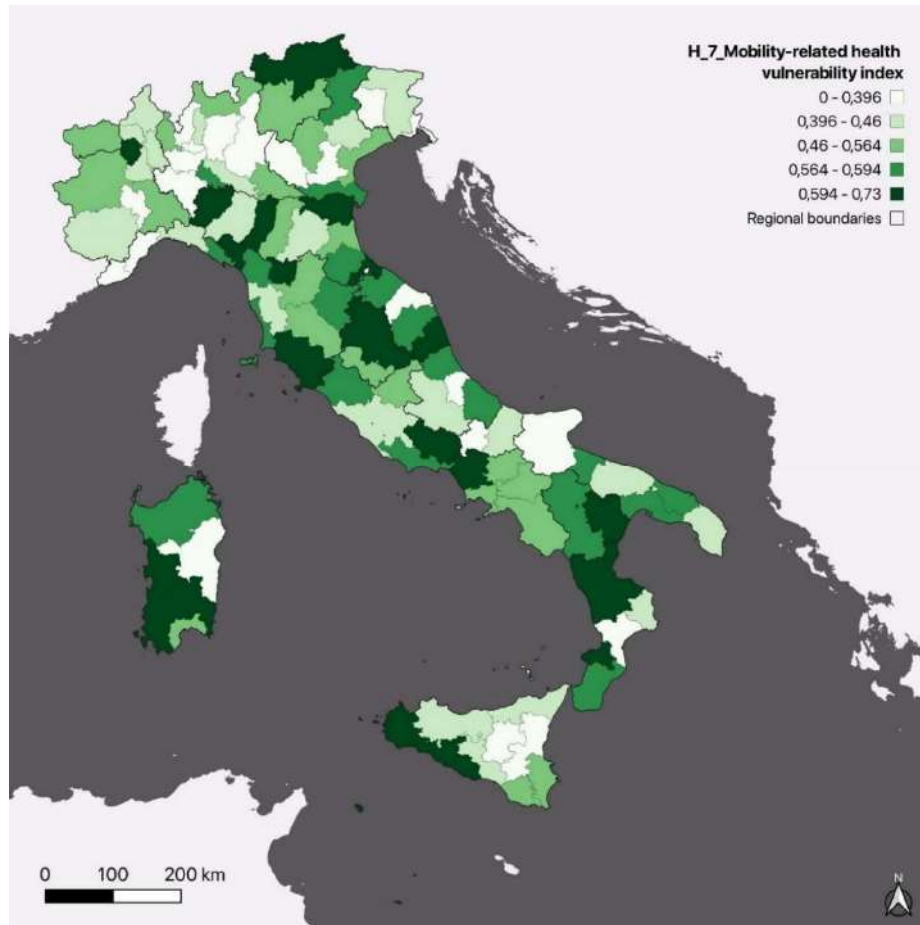 H_7_Mobility-related health
vulnerability index
0 - 0,396
0,396 - 0,46
0,46 - 0,564
0,564 - 0,594
0,594 - 0,73
Regional boundaries
0 100 200 km
N